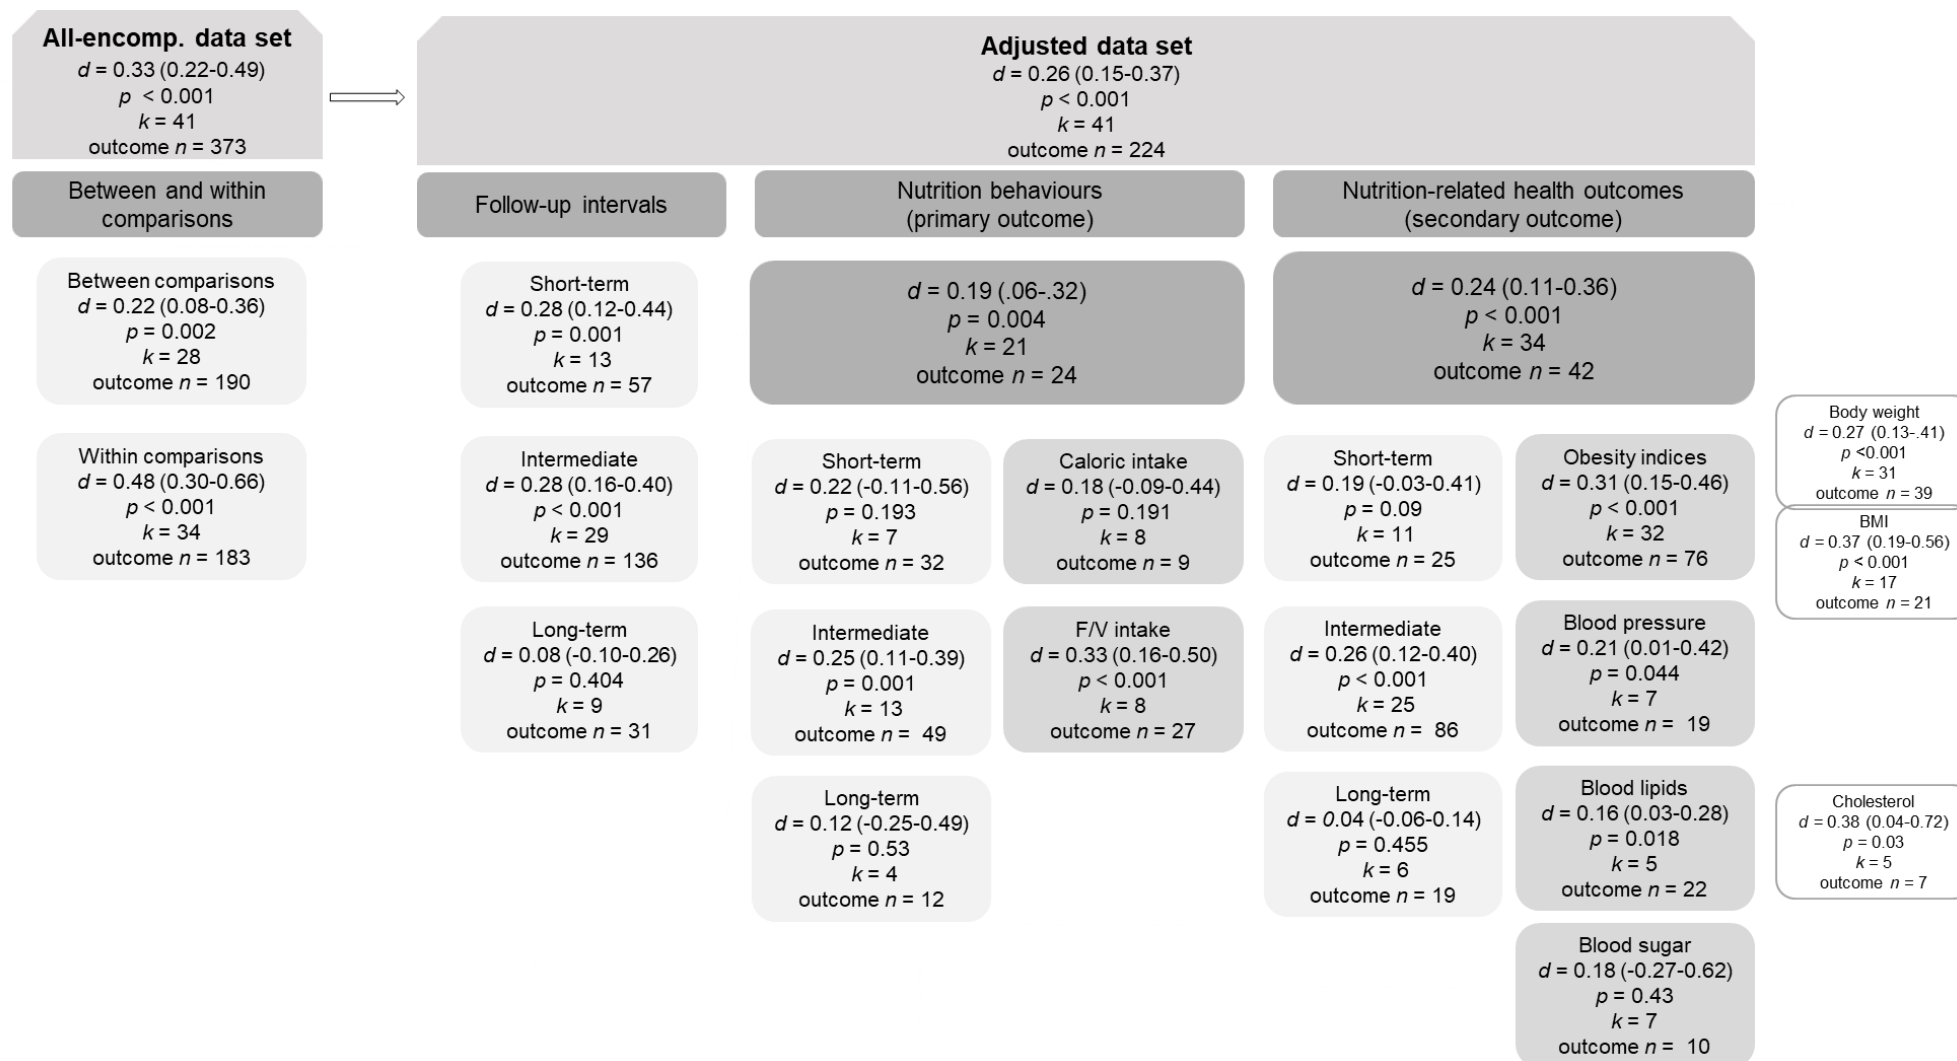 All-encomp. data set
d = 0.33 (0.22-0.49)
p < 0.001
k = 41
outcome n = 373
Adjusted data set
d = 0.26 (0.15-0.37)
p < 0.001
k = 41
outcome n = 224
Between and within
comparisons
Between comparisons
d = 0.22 (0.08-0.36)
p = 0.002
k = 28
outcome n = 190
Within comparisons
d = 0.48 (0.30-0.66)
p < 0.001
k = 34
outcome n = 183
Follow-up intervals
Short-term
d = 0.28 (0.12-0.44)
p = 0.001
k = 13
outcome n = 57
Intermediate
d = 0.28 (0.16-0.40)
p < 0.001
k = 29
outcome n = 136
Long-term
d = 0.08 (-0.10-0.26)
p = 0.404
k = 9
outcome n = 31
Nutrition behaviours
(primary outcome)
d = 0.19 (.06-.32)
p = 0.004
k = 21
outcome n = 24
Short-term
d = 0.22 (-0.11-0.56)
p = 0.193
k = 7
outcome n = 32
Intermediate
d = 0.25 (0.11-0.39)
p = 0.001
k = 13
outcome n = 49
Long-term
d = 0.12 (-0.25-0.49)
p = 0.53
k = 4
outcome n = 12
Caloric intake
d = 0.18 (-0.09-0.44)
p = 0.191
k = 8
outcome n = 9
F/V intake
d = 0.33 (0.16-0.50)
p < 0.001
k = 8
outcome n = 27
Nutrition-related health outcomes
(secondary outcome)
d = 0.24 (0.11-0.36)
p < 0.001
k = 34
outcome n = 42
Short-term
d = 0.19 (-0.03-0.41)
p = 0.09
k = 11
outcome n = 25
Intermediate
d = 0.26 (0.12-0.40)
p < 0.001
k = 25
outcome n = 86
Long-term
d = 0.04 (-0.06-0.14)
p = 0.455
k = 6
outcome n = 19
Obesity indices
d = 0.31 (0.15-0.46)
p < 0.001
k = 32
outcome n = 76
Blood pressure
d = 0.21 (0.01-0.42)
p = 0.044
k = 7
outcome n = 19
Blood lipids
d = 0.16 (0.03-0.28)
p = 0.018
k = 5
outcome n = 22
Blood sugar
d = 0.18 (-0.27-0.62)
p = 0.43
k = 7
outcome n = 10
Body weight
d = 0.27 (0.13-.41)
p <0.001
k = 31
outcome n = 39
BMI
d = 0.37 (0.19-0.56)
p < 0.001
k = 17
outcome n = 21
Cholesterol
d = 0.38 (0.04-0.72)
p = 0.03
k = 5
outcome n = 7